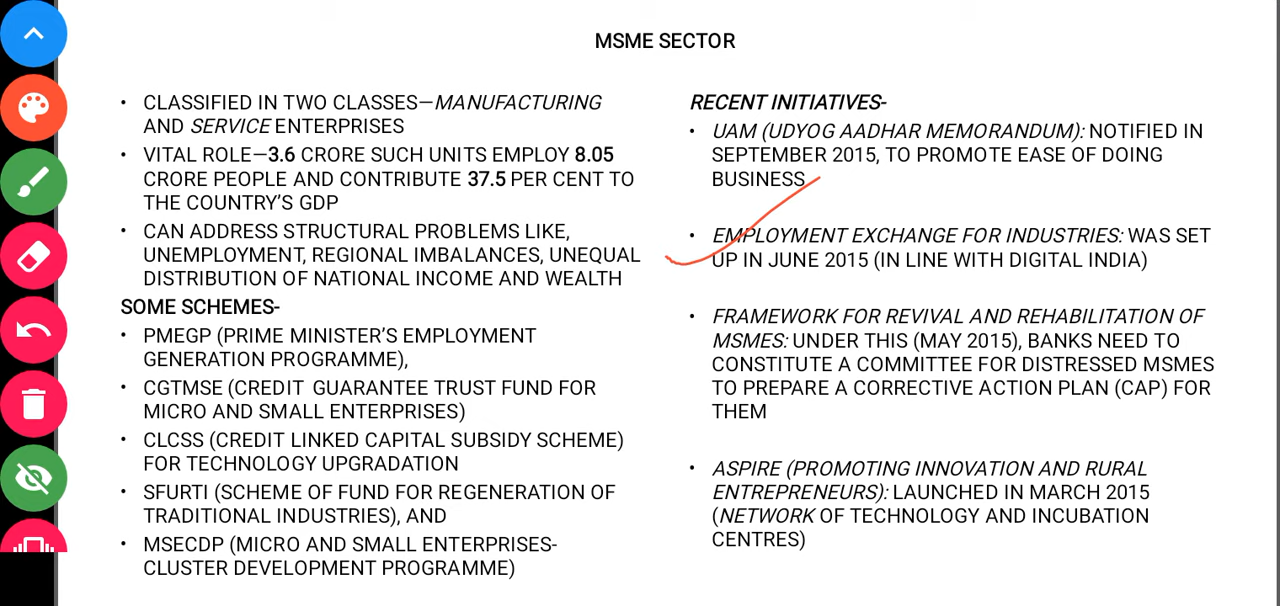 MSME SECTOR
• CLASSIFIED IN TWO CLASSES—MANUFACTURING
AND SERVICE ENTERPRISES
• VITAL ROLE—3.6 CRORE SUCH UNITS EMPLOY 8.05
CRORE PEOPLE AND CONTRIBUTE 37.5 PER CENT TO
THE COUNTRY'S GDP
• CAN ADDRESS STRUCTURAL PROBLEMS LIKE,
UNEMPLOYMENT, REGIONAL IMBALANCES, UNEQUAL
DISTRIBUTION OF NATIONAL INCOME AND WEALTH
SOME SCHEMES-
• PMEGP (PRIME MINISTER'S EMPLOYMENT
GENERATION PROGRAMME),
• CGTMSE (CREDIT GUARANTEE TRUST FUND FOR
MICRO AND SMALL ENTERPRISES)
• CLCSS (CREDIT LINKED CAPITAL SUBSIDY SCHEME)
FOR TECHNOLOGY UPGRADATION
• SFURTI (SCHEME OF FUND FOR REGENERATION OF
TRADITIONAL INDUSTRIES), AND
• MSECDP (MICRO AND SMALL ENTERPRISES-
CLUSTER DEVELOPMENT PROGRAMME)
RECENT INITIATIVES-
• UAM (UDYOG AADHAR MEMORANDUM): NOTIFIED IN
SEPTEMBER 2015, TO PROMOTE EASE OF DOING
BUSINESS
• EMPLOYMENT EXCHANGE FOR INDUSTRIES: WAS SET
UP IN JUNE 2015 (IN LINE WITH DIGITAL INDIA)
• FRAMEWORK FOR REVIVAL AND REHABILITATION OF
MSMES: UNDER THIS (MAY 2015), BANKS NEED TO
CONSTITUTE A COMMITTEE FOR DISTRESSED MSMES
TO PREPARE A CORRECTIVE ACTION PLAN (CAP) FOR
THEM
• ASPIRE (PROMOTING INNOVATION AND RURAL
ENTREPRENEURS): LAUNCHED IN MARCH 2015
(NETWORK OF TECHNOLOGY AND INCUBATION
CENTRES)